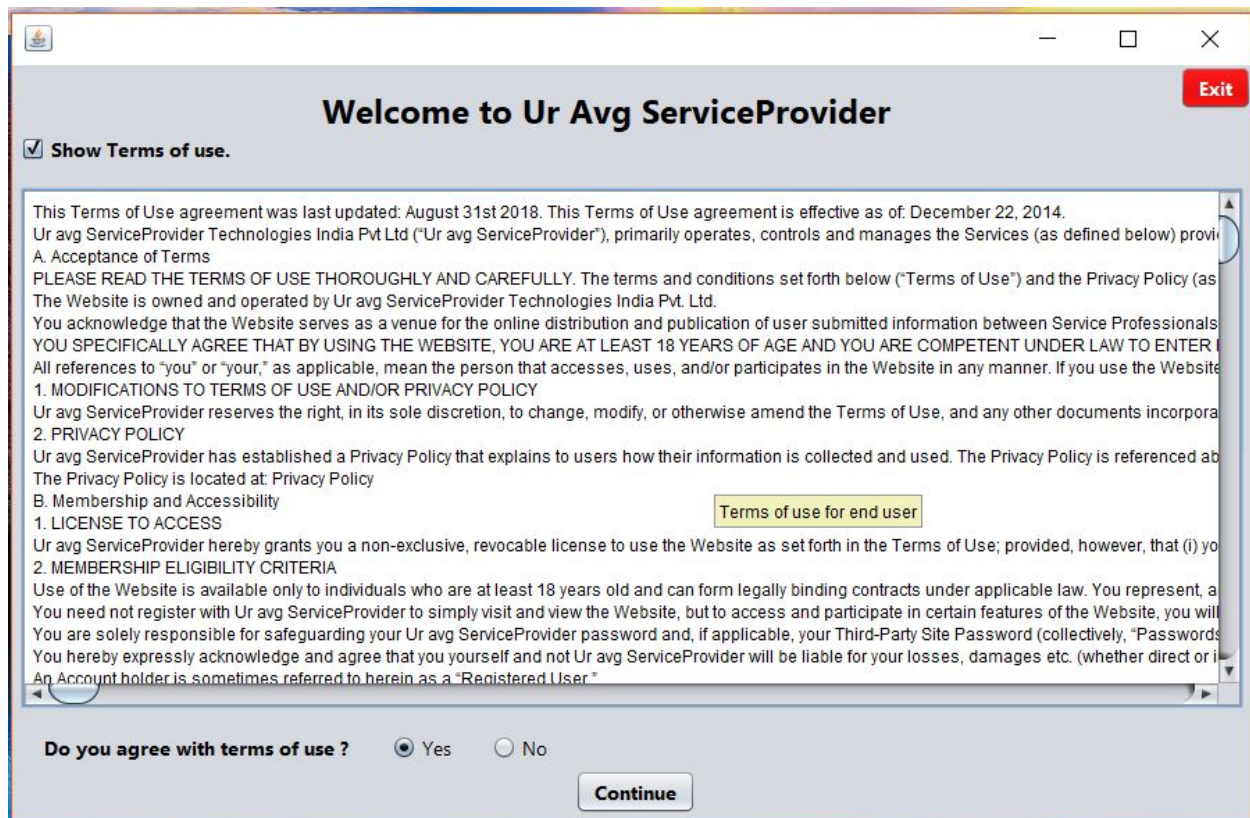 Exit
Welcome to Ur Avg ServiceProvider
Show Terms of use.
This Terms of Use agreement was last updated: August 31st 2018. This Terms of Use agreement is effective as of: December 22, 2014.
Ur avg ServiceProvider Technologies India Pvt Ltd (“Ur avg ServiceProvider”), primarily operates, controls and manages the Services (as defined below)
A. Acceptance of Terms
PLEASE READ THE TERMS OF USE THOROUGHLY AND CAREFULLY. The terms and conditions set forth below (“Terms of Use”) and the Privacy Policy (as
The Website is owned and operated by Ur avg ServiceProvider Technologies India Pvt. Ltd.
You acknowledge that the Website serves as a venue for the online distribution and publication of user submitted information between Service Professionals
YOU SPECIFICALLY AGREE THAT BY USING THE WEBSITE, YOU ARE AT LEAST 18 YEARS OF AGE AND YOU ARE COMPETENT UNDER LAW TO ENTER
All references to “you” or “your,” as applicable, mean the person that accesses, uses, and/or participates in the Website in any manner. If you use the Website
1. MODIFICATIONS TO TERMS OF USE AND/OR PRIVACY POLICY
Ur avg ServiceProvider reserves the right, in its sole discretion, to change, modify, or otherwise amend the Terms of Use, and any other documents incorpora
2. PRIVACY POLICY
Ur avg ServiceProvider has established a Privacy Policy that explains to users how their information is collected and used. The Privacy Policy is referenced ab
The Privacy Policy is located at: Privacy Policy
B. Membership and Accessibility
Terms of use for end user
1. LICENSE TO ACCESS
Ur avg ServiceProvider hereby grants you a non-exclusive, revocable license to use the Website as set forth in the Terms of Use; provided, however, that (i) yo
2. MEMBERSHIP ELIGIBILITY CRITERIA
Use of the Website is available only to individuals who are at least 18 years old and can form legally binding contracts under applicable law. You represent, a
You need not register with Ur avg ServiceProvider to simply visit and view the Website, but to access and participate in certain features of the Website, you will
You are solely responsible for safeguarding your Ur avg ServiceProvider password and, if applicable, your Third-Party Site Password (collectively, “Passwords
You hereby expressly acknowledge and agree that you yourself and not Ur avg ServiceProvider will be liable for your losses, damages etc. (whether direct or i
An Account holder is sometimes referred to herein as a “Registered User.”
Do you agree with terms of use ? Yes No
Continue